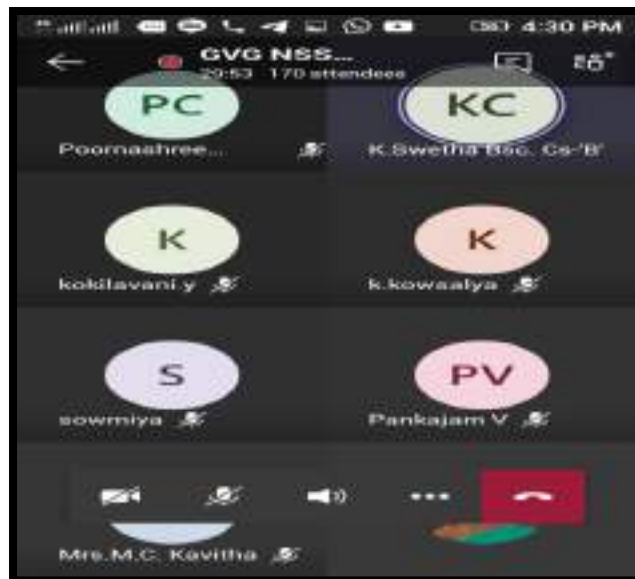 4:30 PM
GVG NSS...
29:53 170 attendees
PC
KC
Poornashree...
K.Swetha Bsc. Cs-'B'
K
K
kokilavani.y
k.kowsalya
S
PV
sowmiya
Pankajam V
Mrs.M.C. Kavitha